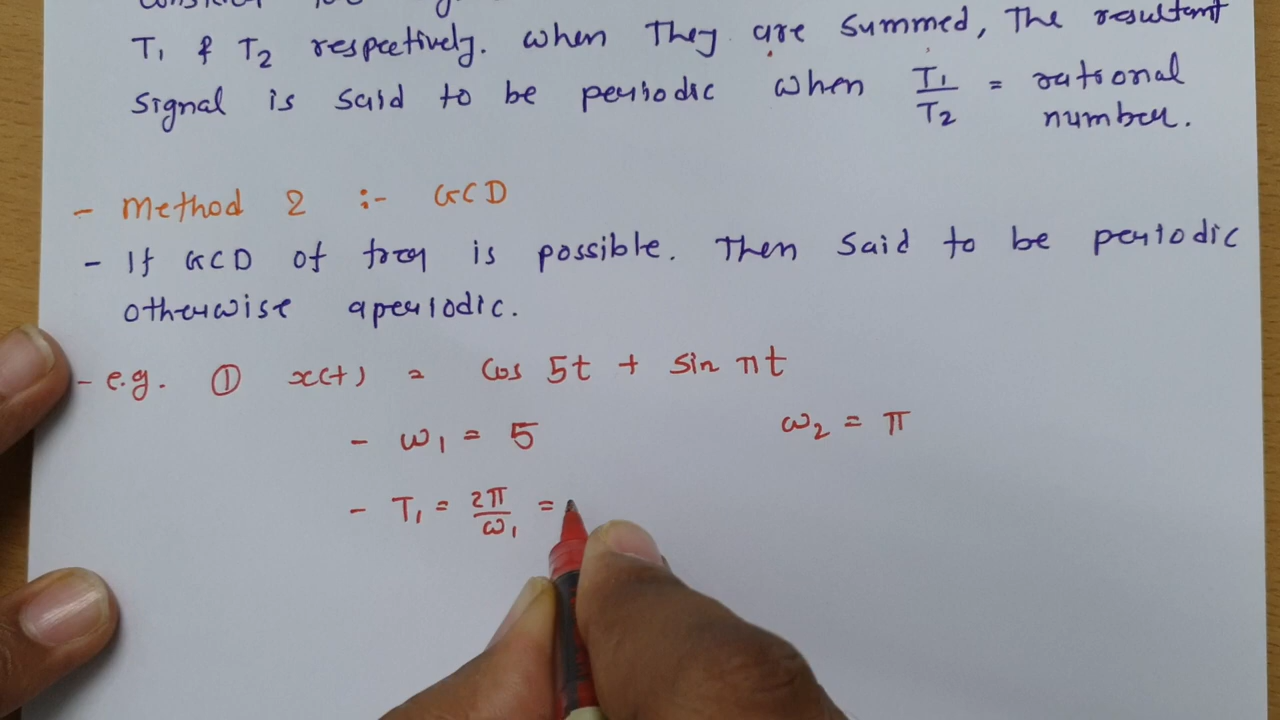 T1 & T2 respectively. when They are summed, The resultant
signal is said to be periodic when T1/T2 = rational number.
- Method 2 :- GCD
- If GCD of freq is possible. Then said to be periodic
otherwise aperiodic.
- e.g. ① x(t) = cos 5t + sin πt
- ω1 = 5 ω2 = π
- T1 = 2π/ω1 =